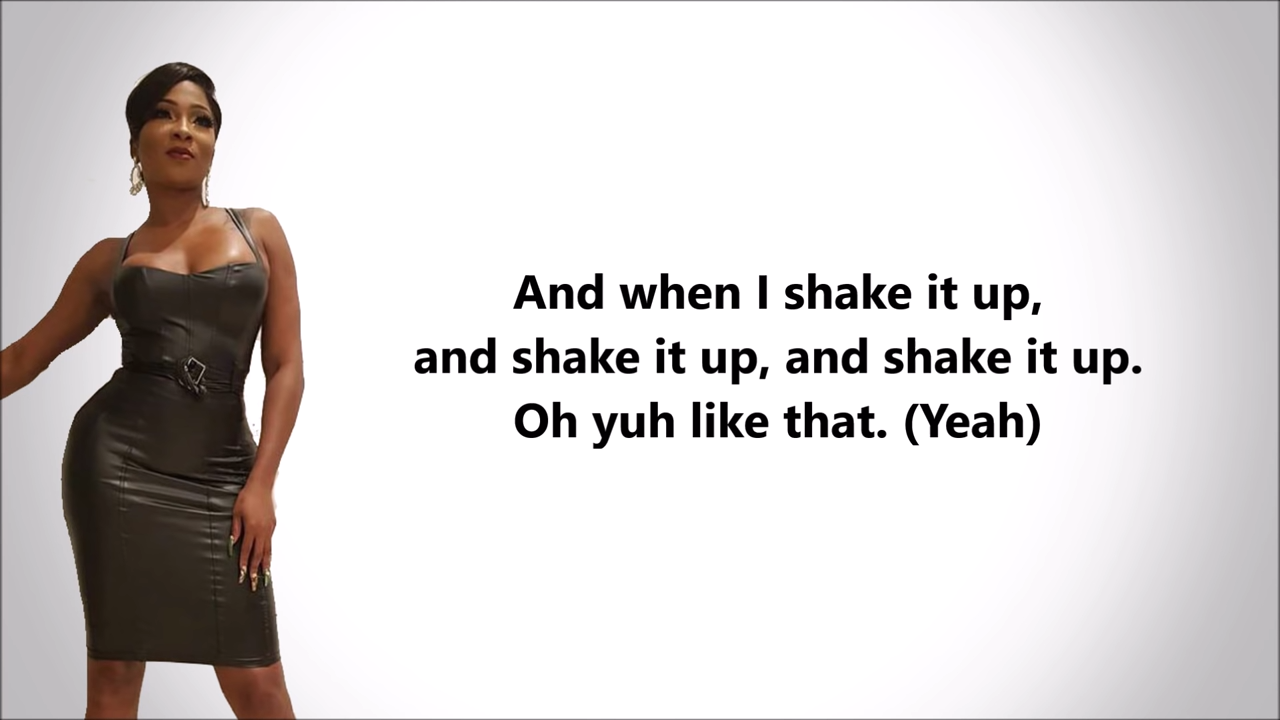 And when I shake it up,
and shake it up, and shake it up.
Oh yuh like that. (Yeah)